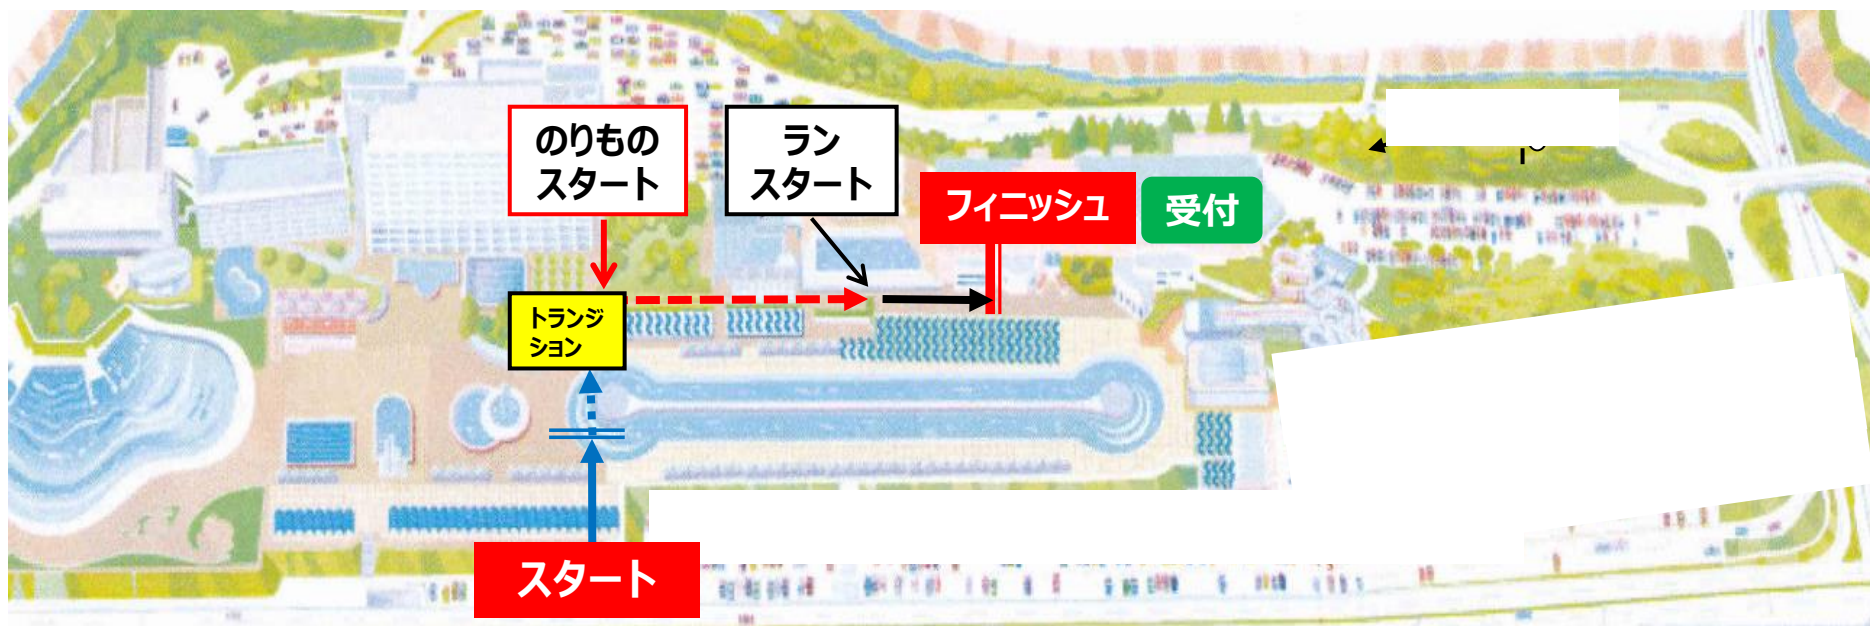 のりもの
スタート
ラン
スタート
フィニッシュ
受付
トランジ
ション
スタート